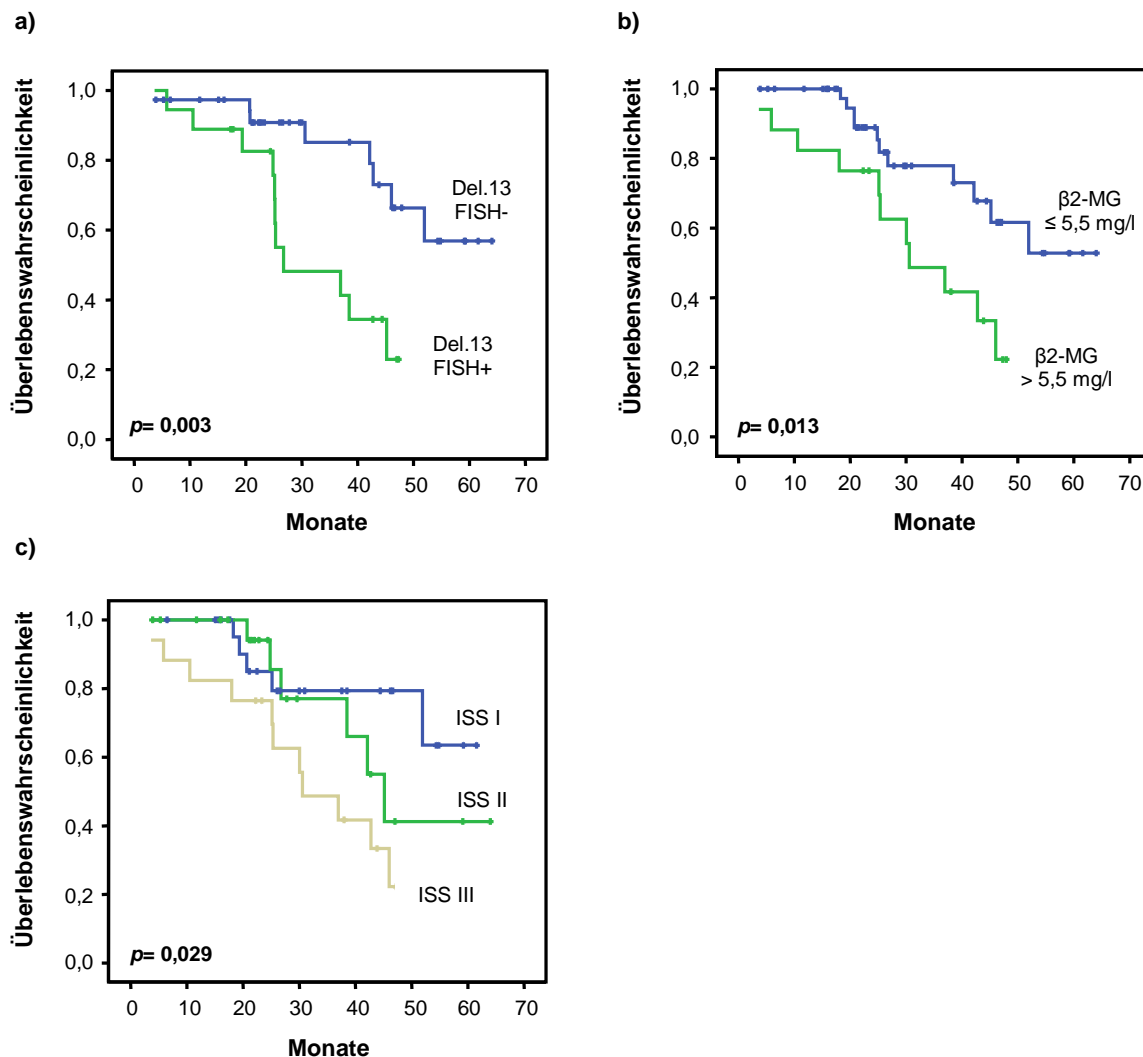 a)
Überlebenswahrscheinlichkeit
1,0
0,8
0,6
0,4
0,2
0,0
Del.13
FISH-
Del.13
FISH+
p= 0,003
0 10 20 30 40 50 60 70
Monate
b)
Überlebenswahrscheinlichkeit
1,0
0,8
0,6
0,4
0,2
0,0
β2-MG
≤ 5,5 mg/l
β2-MG
> 5,5 mg/l
p= 0,013
0 10 20 30 40 50 60 70
Monate
c)
Überlebenswahrscheinlichkeit
1,0
0,8
0,6
0,4
0,2
0,0
ISS I
ISS II
ISS III
p= 0,029
0 10 20 30 40 50 60 70
Monate